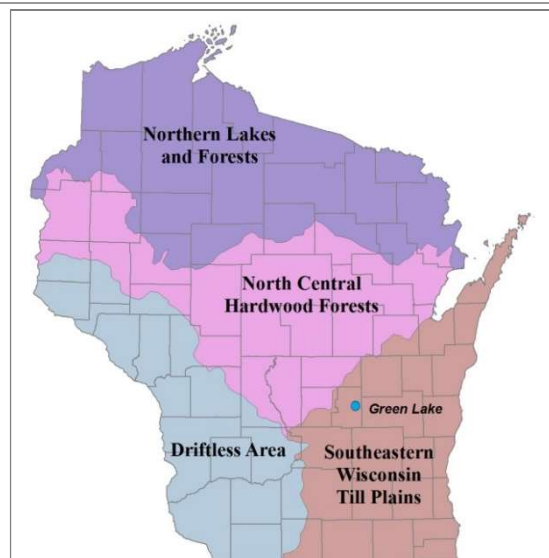 Northern Lakes
and Forests
North Central
Hardwood Forests
Green Lake
Driftless Area
Southeastern
Wisconsin
Till Plains